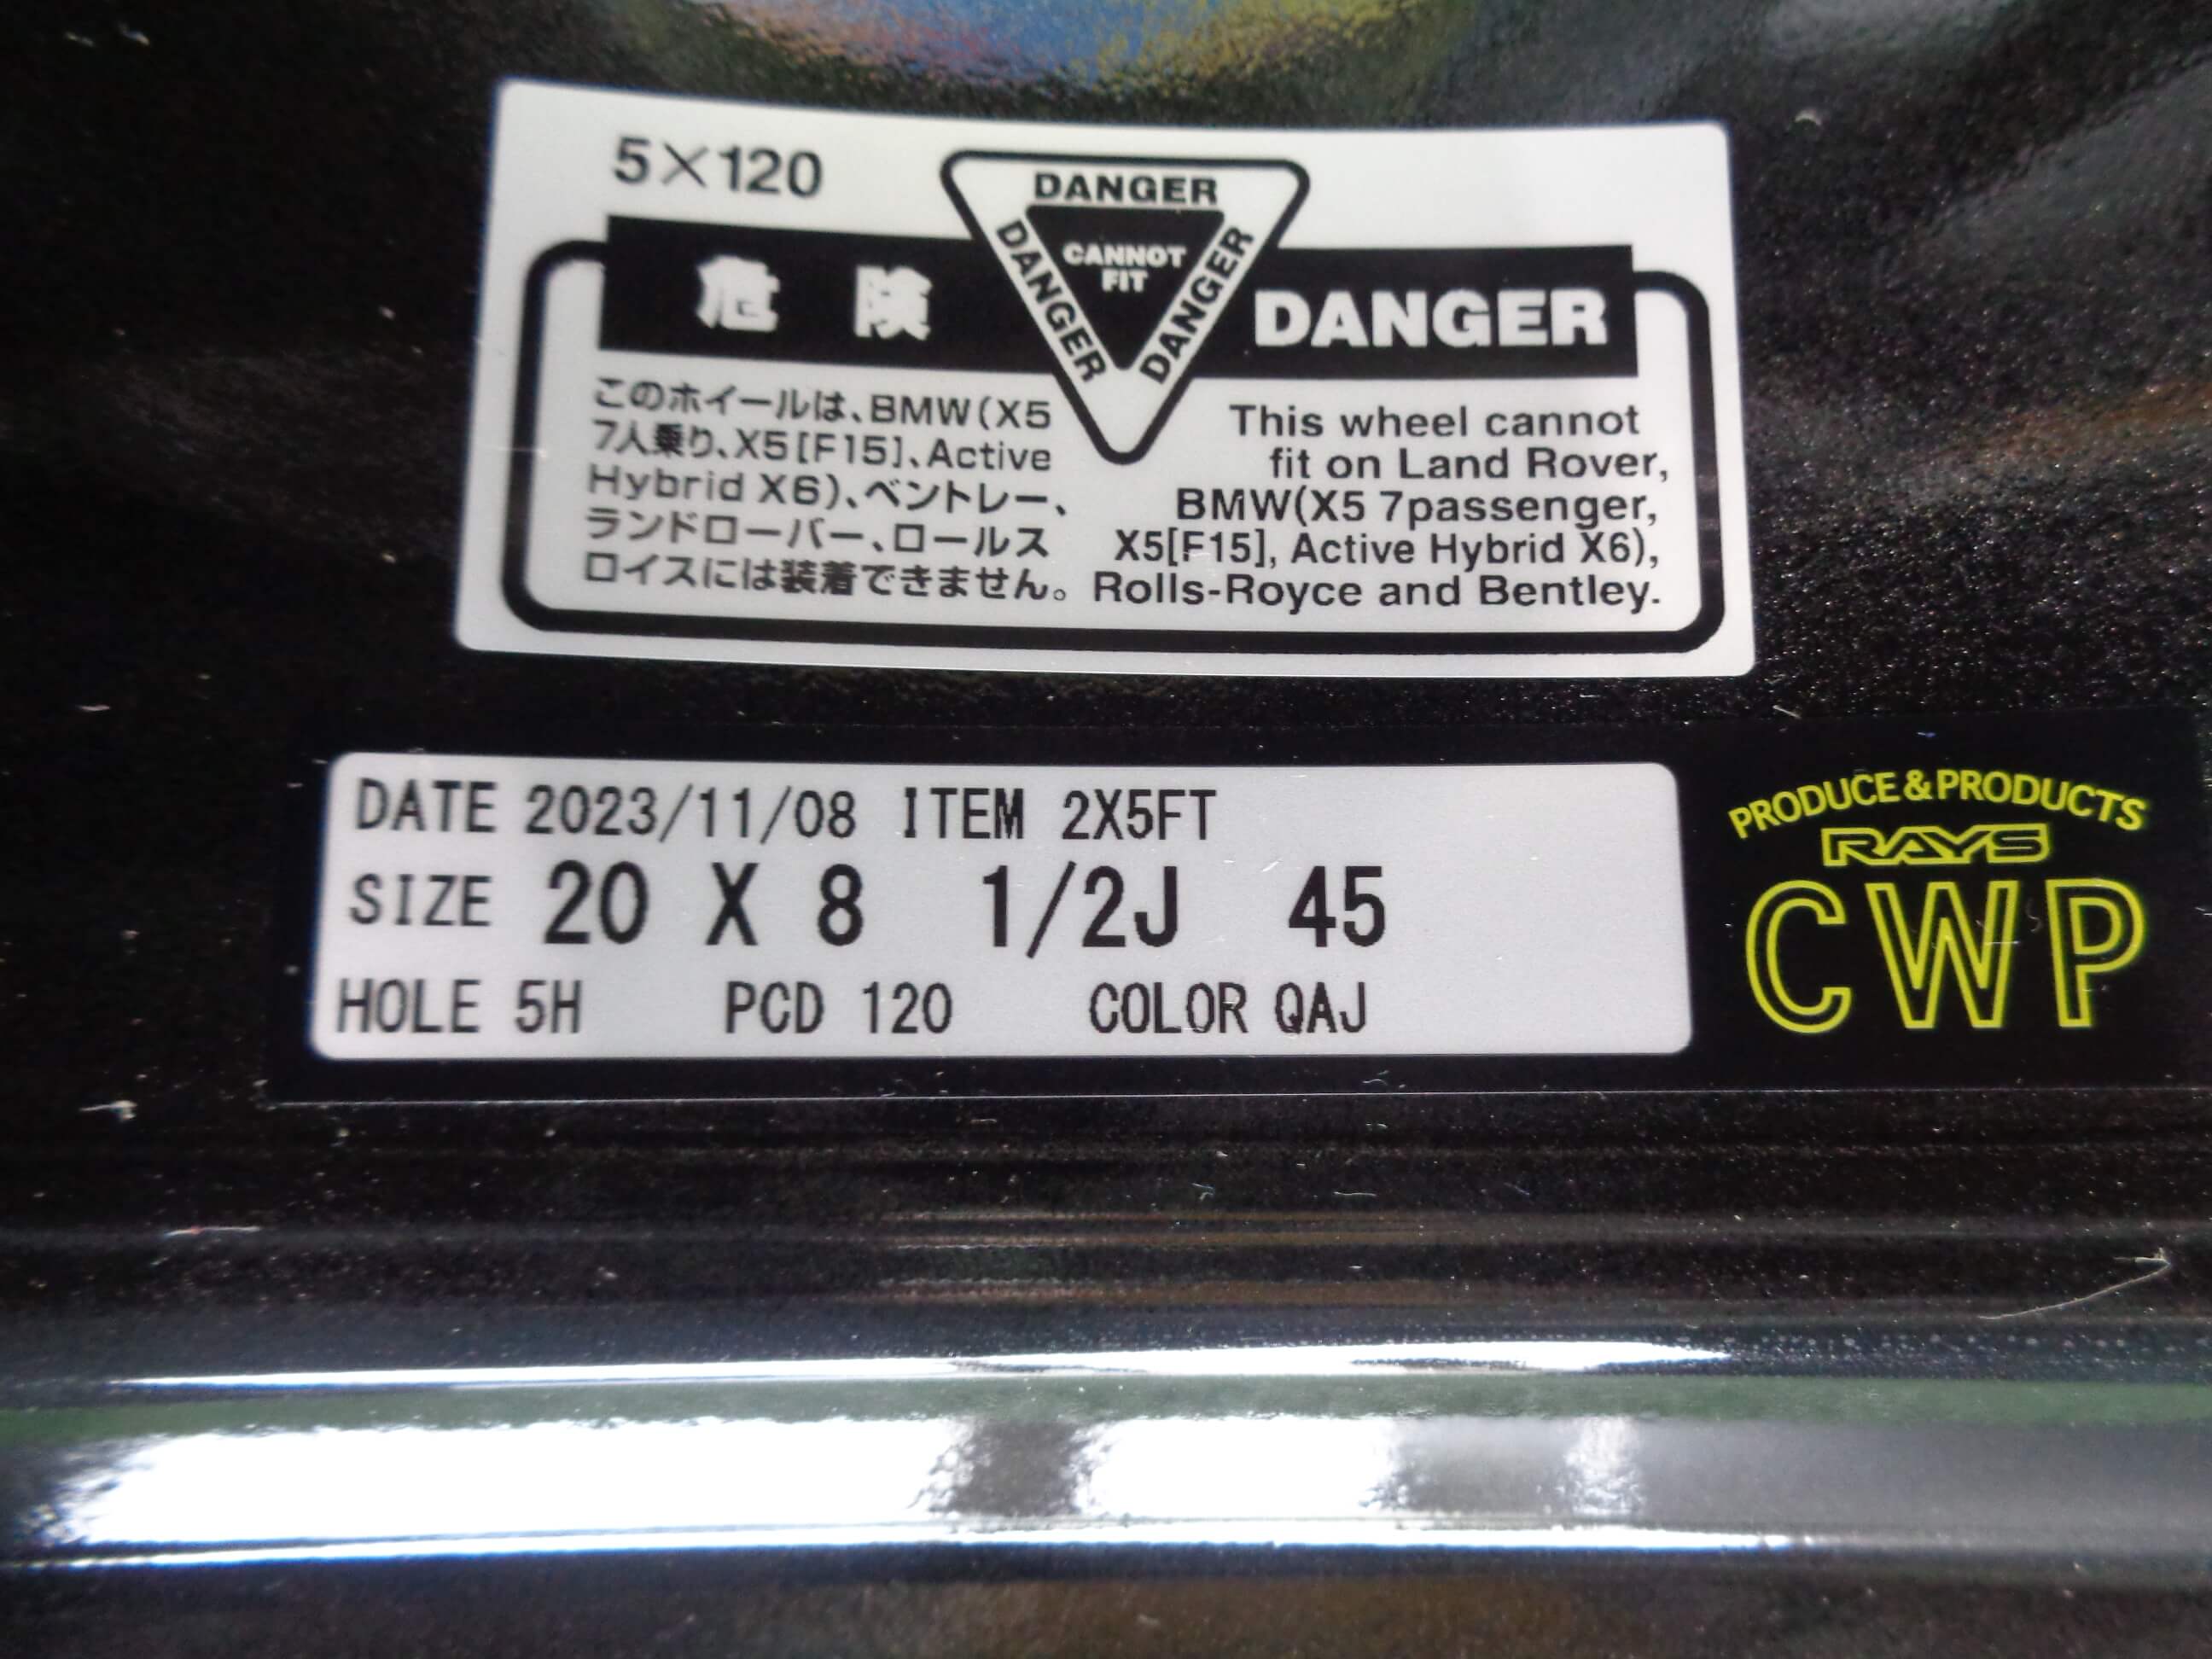 5×120
DANGER
DANGER
DANGER
CANNOT
FIT
危険
DANGER
このホイールは、BMW(X5
7人乗り、X5[F15]、Active
Hybrid X6)、ベントレー、
ランドローバー、ロールス
ロイスには装着できません。
This wheel cannot
fit on Land Rover,
BMW(X5 7passenger,
X5[F15], Active Hybrid X6),
Rolls-Royce and Bentley.
DATE 2023/11/08 ITEM 2X5FT
SIZE 20 X 8 1/2J 45
HOLE 5H PCD 120 COLOR QAJ
PRODUCE & PRODUCTS
RAYS
CWP